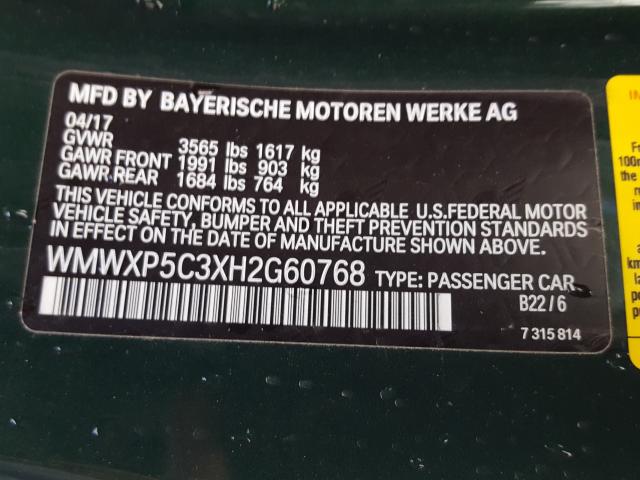 MFD BY BAYERISCHE MOTOREN WERKE AG
04/17
GVWR 3565 lbs 1617 kg
GAWR FRONT 1991 lbs 903 kg
GAWR REAR 1684 lbs 764 kg
THIS VEHICLE CONFORMS TO ALL APPLICABLE U.S.FEDERAL MOTOR
VEHICLE SAFETY, BUMPER AND THEFT PREVENTION STANDARDS
IN EFFECT ON THE DATE OF MANUFACTURE SHOWN ABOVE.
WMWXP5C3XH2G60768 TYPE: PASSENGER CAR
B22/6
7 315 814